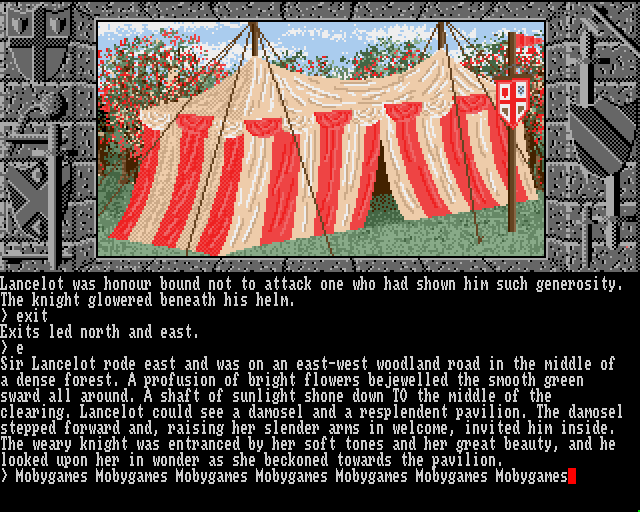 Lancelot was honour bound not to attack one who had shown him such generosity.
The knight glowered beneath his helm.
> exit
Exits led north and east.
> e
Sir Lancelot rode east and was on an east-west woodland road in the middle of
a dense forest. A profusion of bright flowers bejewelled the smooth green
sward all around. A shaft of sunlight shone down TO the middle of the
clearing. Lancelot could see a damosel and a resplendent pavilion. The damosel
stepped forward and, raising her slender arms in welcome, invited him inside.
The weary knight was entranced by her soft tones and her great beauty, and he
looked upon her in wonder as she beckoned towards the pavilion.
> Mobygames Mobygames Mobygames Mobygames Mobygames Mobygames Mobygames